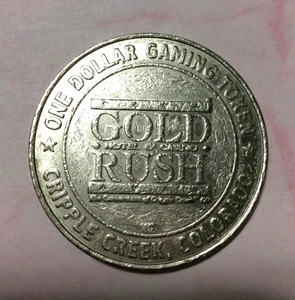 ONE DOLLAR GAMING TOKEN
GOLD
HOTEL & CASINO
RUSH
CRIPPLE CREEK, COLORADO